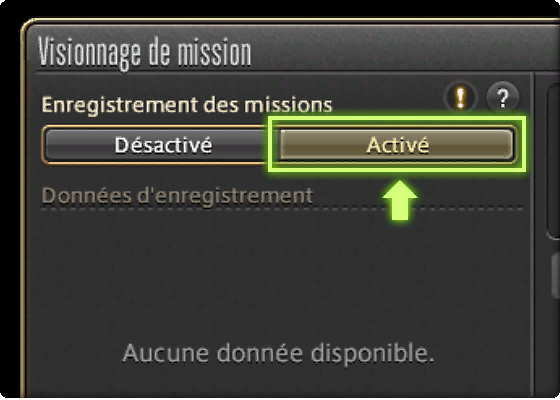 Visionnage de mission
Enregistrement des missions
! ?
Désactivé Activé
Données d'enregistrement
Aucune donnée disponible.